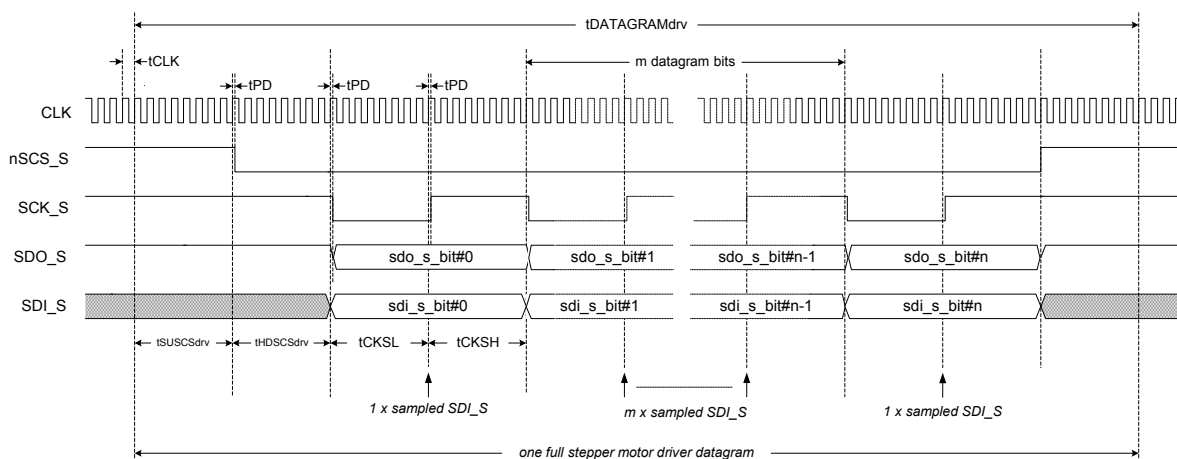 tDATAGRAMdrv
tCLK
m datagram bits
tPD
tPD
tPD
CLK
nSCS_S
SCK_S
SDO_S
sdo_s_bit#0
sdo_s_bit#1
sdo_s_bit#n-1
sdo_s_bit#n
SDI_S
sdi_s_bit#0
sdi_s_bit#1
sdi_s_bit#n-1
sdi_s_bit#n
tSUSCSdrv
tHDSCSdrv
tCKSL
tCKSH
1 x sampled SDI_S
m x sampled SDI_S
1 x sampled SDI_S
one full stepper motor driver datagram